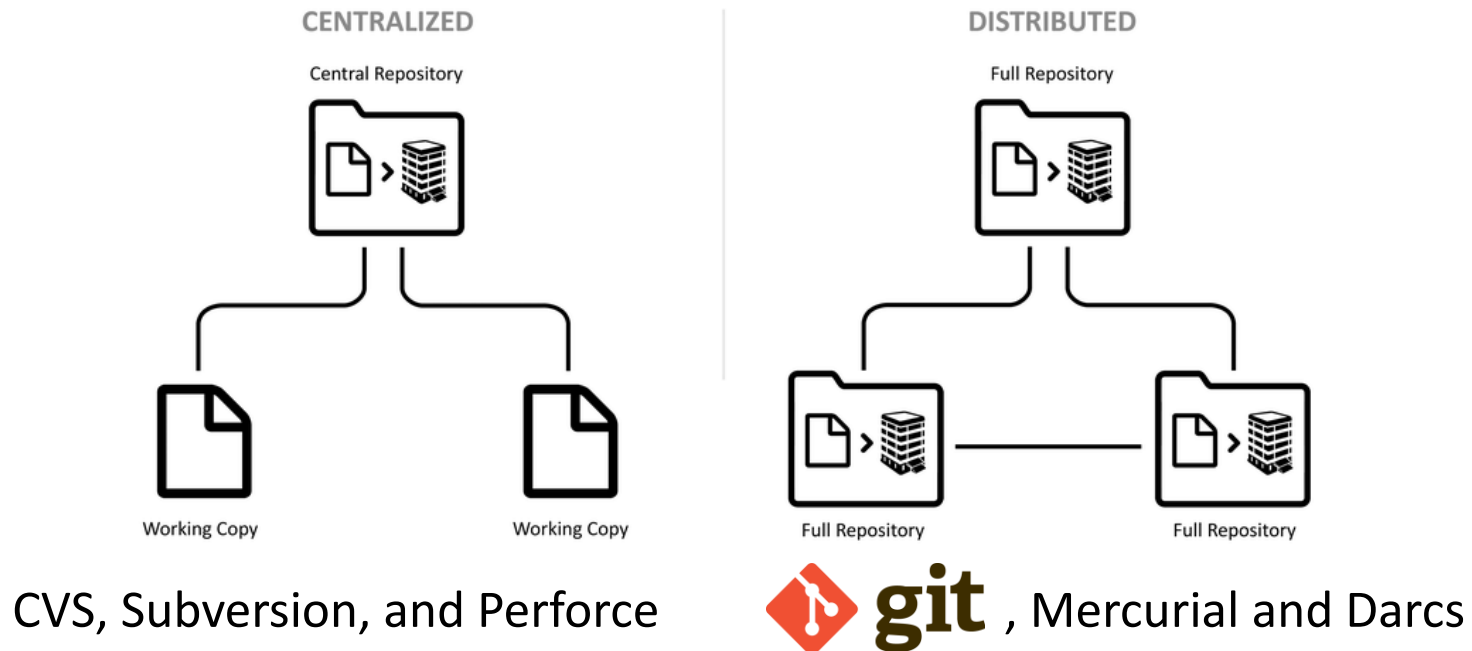 CENTRALIZED
Central Repository
Working Copy
Working Copy
CVS, Subversion, and Perforce
DISTRIBUTED
Full Repository
Full Repository
Full Repository
git , Mercurial and Darcs